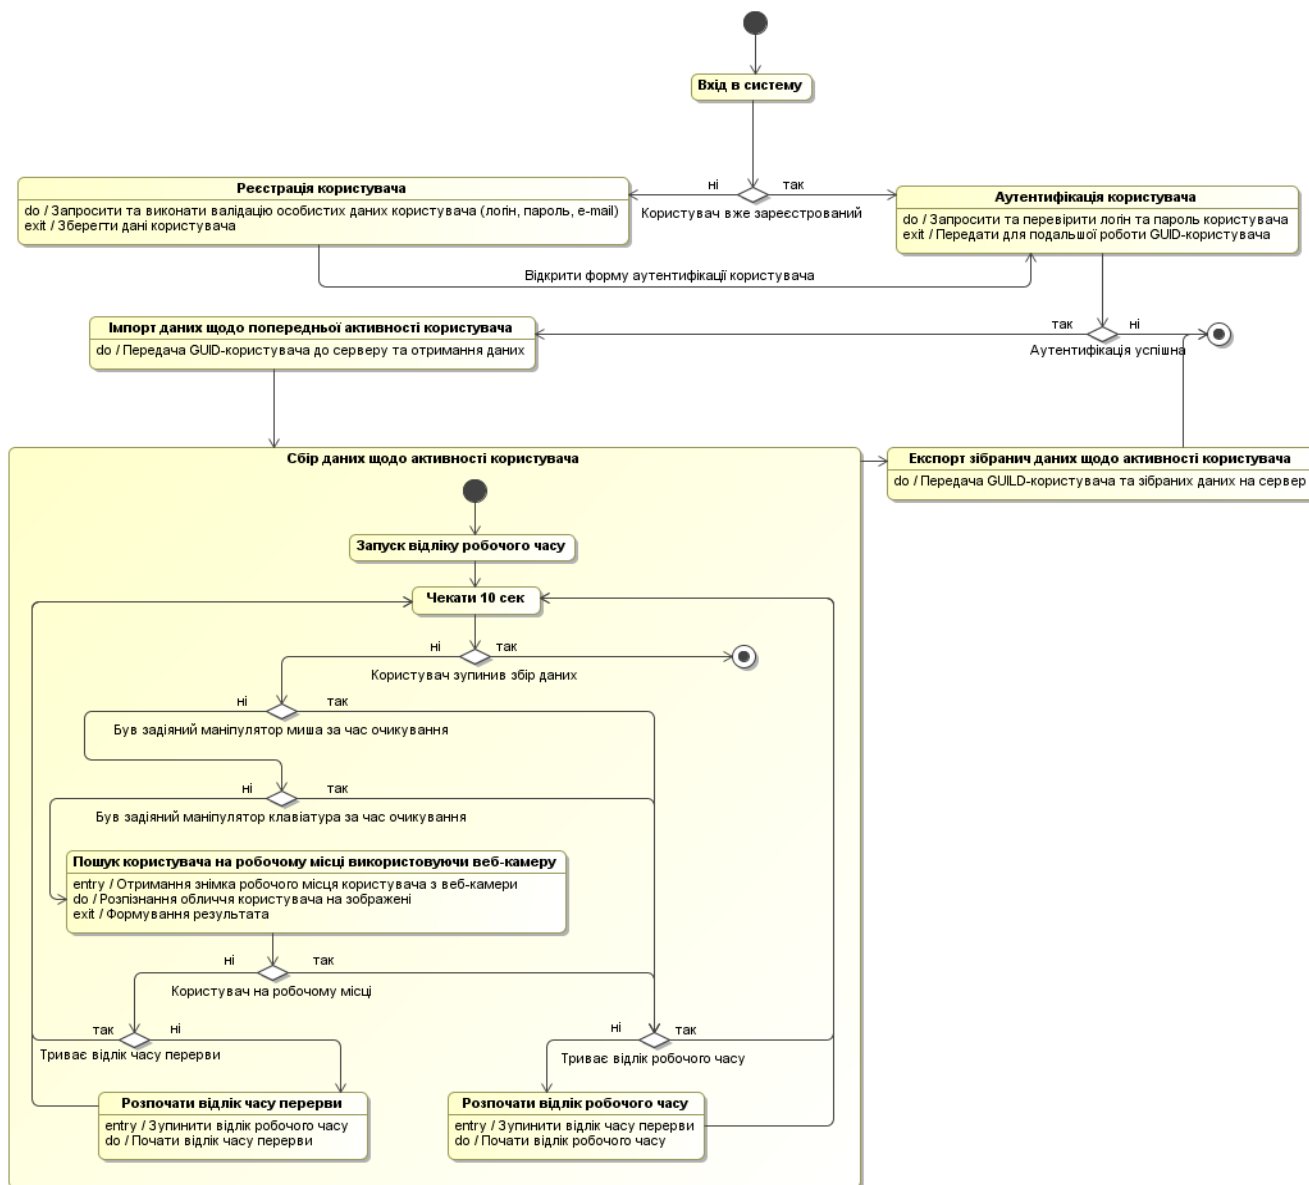 Вхід в систему
ні
так
Користувач вже зареєстрований
Реєстрація користувача
do / Запросити та виконати валідацію особистих даних користувача (логін, пароль, e-mail)
exit / Зберегти дані користувача
Аутентифікація користувача
do / Запросити та перевірити логін та пароль користувача
exit / Передати для подальшої роботи GUID-користувача
Відкрити форму аутентифікації користувача
так
ні
Аутентифікація успішна
Імпорт даних щодо попередньої активності користувача
do / Передача GUID-користувача до серверу та отримання даних
Сбір даних щодо активності користувача
Експорт зібранич даних щодо активності користувача
do / Передача GUILD-користувача та зібраних даних на сервер
Запуск відліку робочого часу
Чекати 10 сек
ні
так
Користувач зупинив збір даних
ні
так
Був задіяний маніпулятор миша за час очикування
ні
так
Був задіяний маніпулятор клавіатура за час очикування
Пошук користувача на робочому місці використовуючи веб-камеру
entry / Отримання знімка робочого місця користувача з веб-камери
do / Розпізнання обличчя користувача на зображені
exit / Формування результата
ні
так
Користувач на робочому місці
так
ні
Триває відлік часу перерви
ні
так
Триває відлік робочого часу
Розпочати відлік часу перерви
entry / Зупинити відлік робочого часу
do / Почати відлік часу перерви
Розпочати відлік робочого часу
entry / Зупинити відлік часу перерви
do / Почати відлік робочого часу